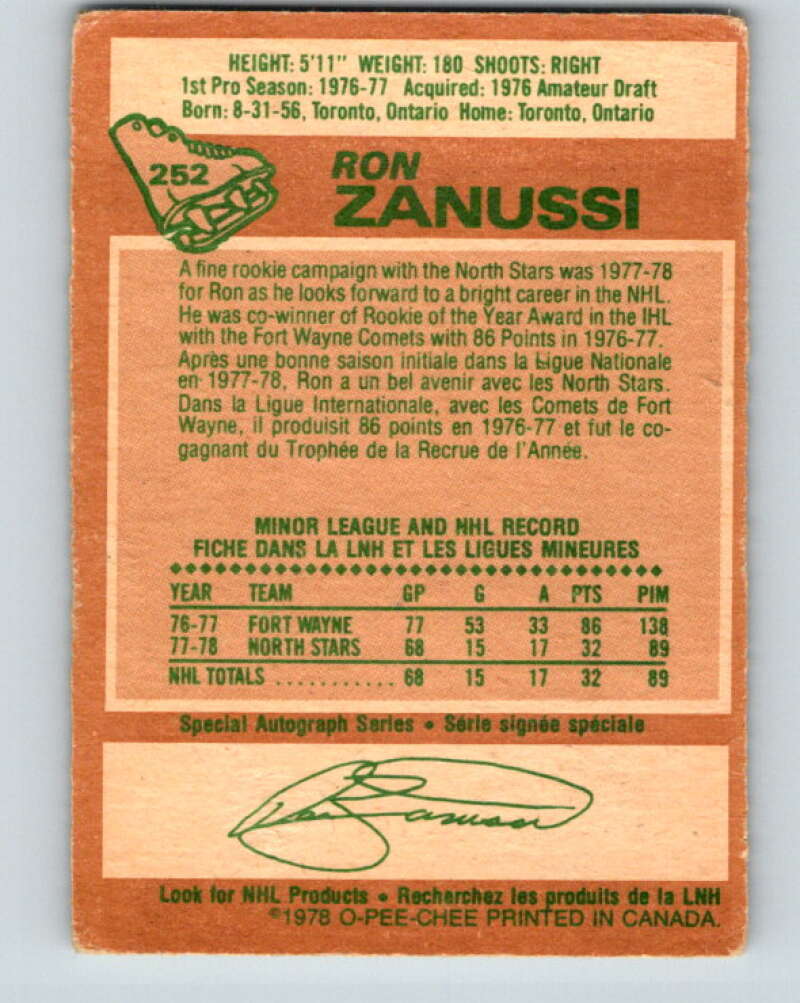 HEIGHT: 5'11" WEIGHT: 180 SHOOTS: RIGHT
1st Pro Season: 1976-77 Acquired: 1976 Amateur Draft
Born: 8-31-56, Toronto, Ontario Home: Toronto, Ontario
252
RON
ZANUSSI
A fine rookie campaign with the North Stars was 1977-78
for Ron as he looks forward to a bright career in the NHL.
He was co-winner of Rookie of the Year Award in the IHL
with the Fort Wayne Comets with 86 Points in 1976-77.
Après une bonne saison initiale dans la Ligue Nationale
en 1977-78, Ron a un bel avenir avec les North Stars.
Dans la Ligue Internationale, avec les Comets de Fort
Wayne, il produisit 86 points en 1976-77 et fut le co-
gagnant du Trophée de la Recrue de l'Année.
MINOR LEAGUE AND NHL RECORD
FICHE DANS LA LNH ET LES LIGUES MINEURES
YEAR TEAM GP G A PTS PIM
76-77 FORT WAYNE 77 53 33 86 138
77-78 NORTH STARS 68 15 17 32 89
NHL TOTALS ........... 68 15 17 32 89
Special Autograph Series • Série signée spéciale
Ron Zanussi
Look for NHL Products • Recherchez les produits de la LNH
©1978 O-PEE-CHEE PRINTED IN CANADA.